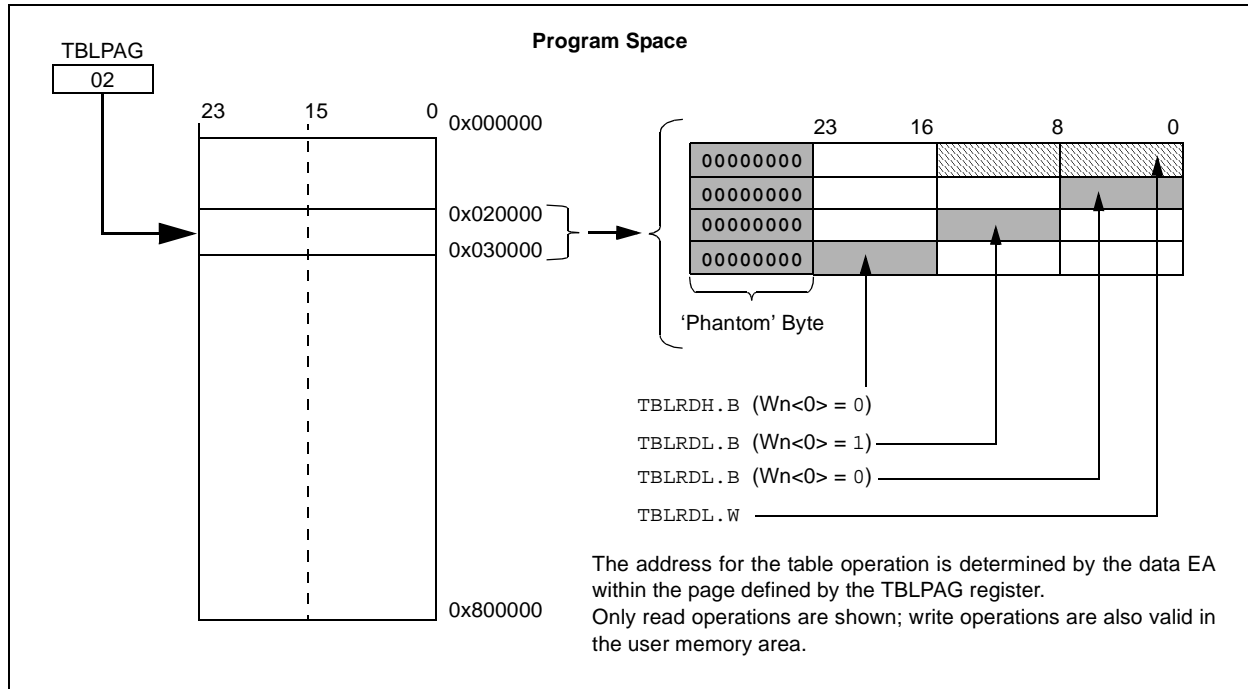 Program Space
TBLPAG
02
23 15 0
0x000000
0x020000
0x030000
0x800000
23 16 8 0
00000000
00000000
00000000
00000000
‘Phantom’ Byte
TBLRDH.B (Wn<0> = 0)
TBLRDL.B (Wn<0> = 1)
TBLRDL.B (Wn<0> = 0)
TBLRDL.W
The address for the table operation is determined by the data EA
within the page defined by the TBLPAG register.
Only read operations are shown; write operations are also valid in
the user memory area.